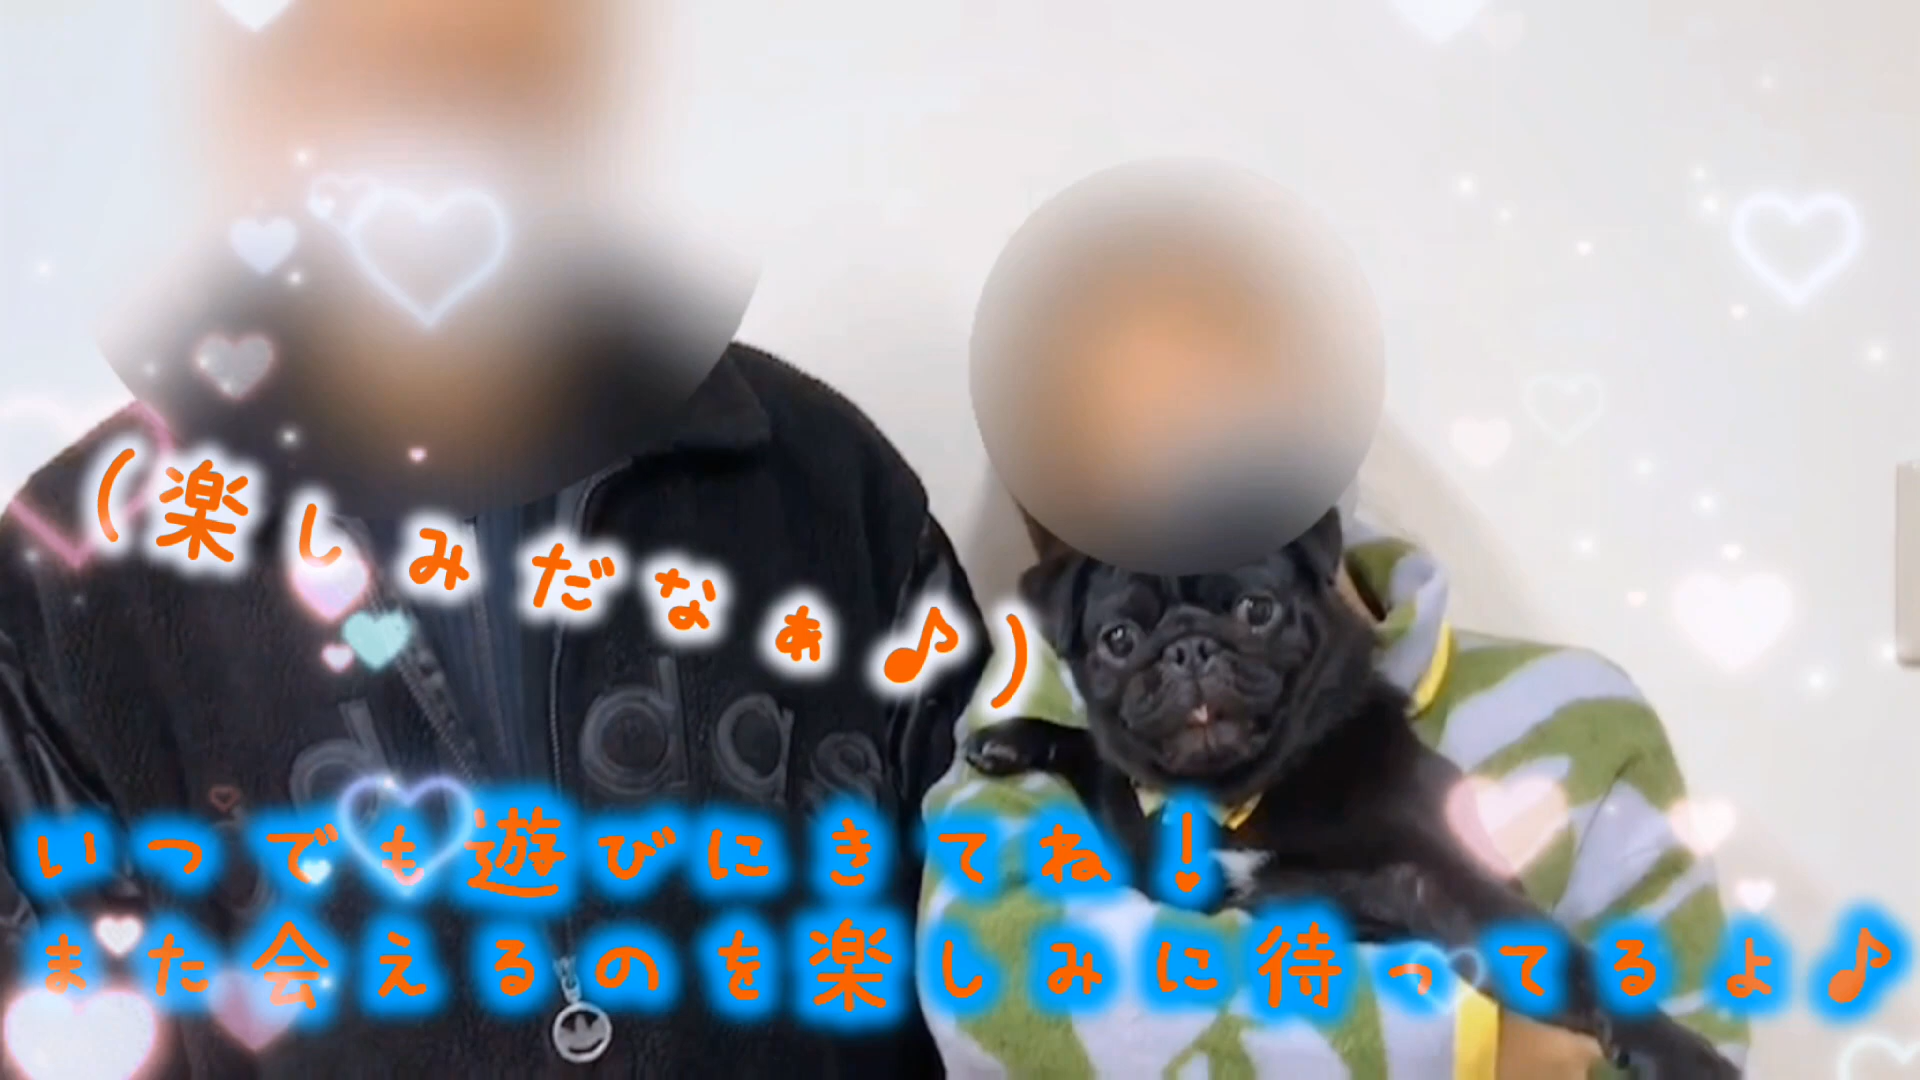 (楽しみだなぁ♪)
いつでも遊びにきてね!
また会えるのを楽しみに待ってるよ♪